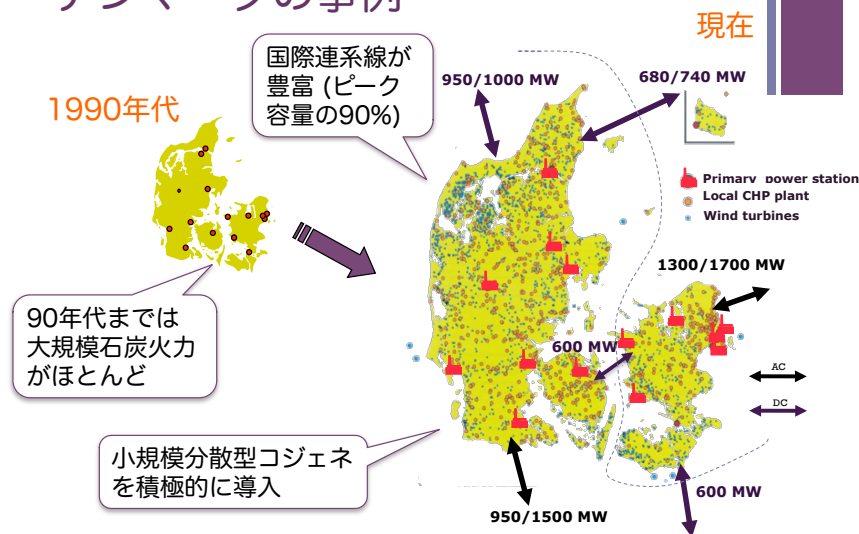 デンマークの事例
現在
1990年代
国際連系線が
豊富 (ピーク
容量の90%)
950/1000 MW
680/740 MW
Primary power station
Local CHP plant
Wind turbines
1300/1700 MW
90年代までは
大規模石炭火力
がほとんど
600 MW
AC
DC
小規模分散型コジェネ
を積極的に導入
600 MW
950/1500 MW